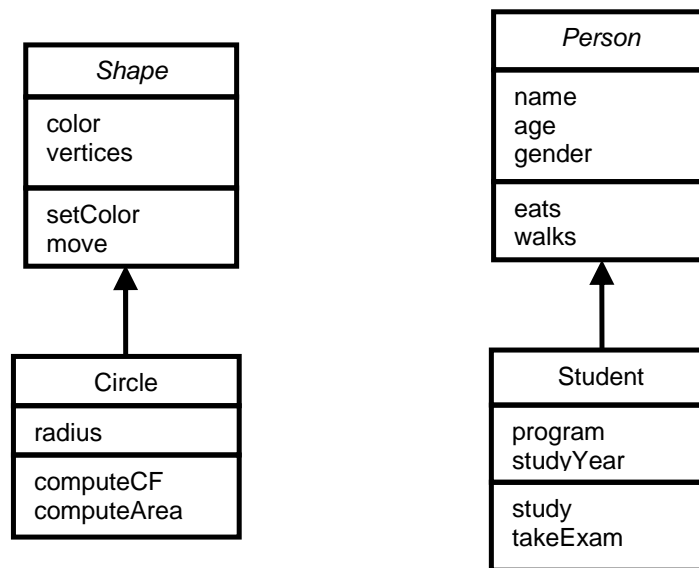 Shape
color
vertices
setColor
move
Circle
radius
computeCF
computeArea
Person
name
age
gender
eats
walks
Student
program
studyYear
study
takeExam